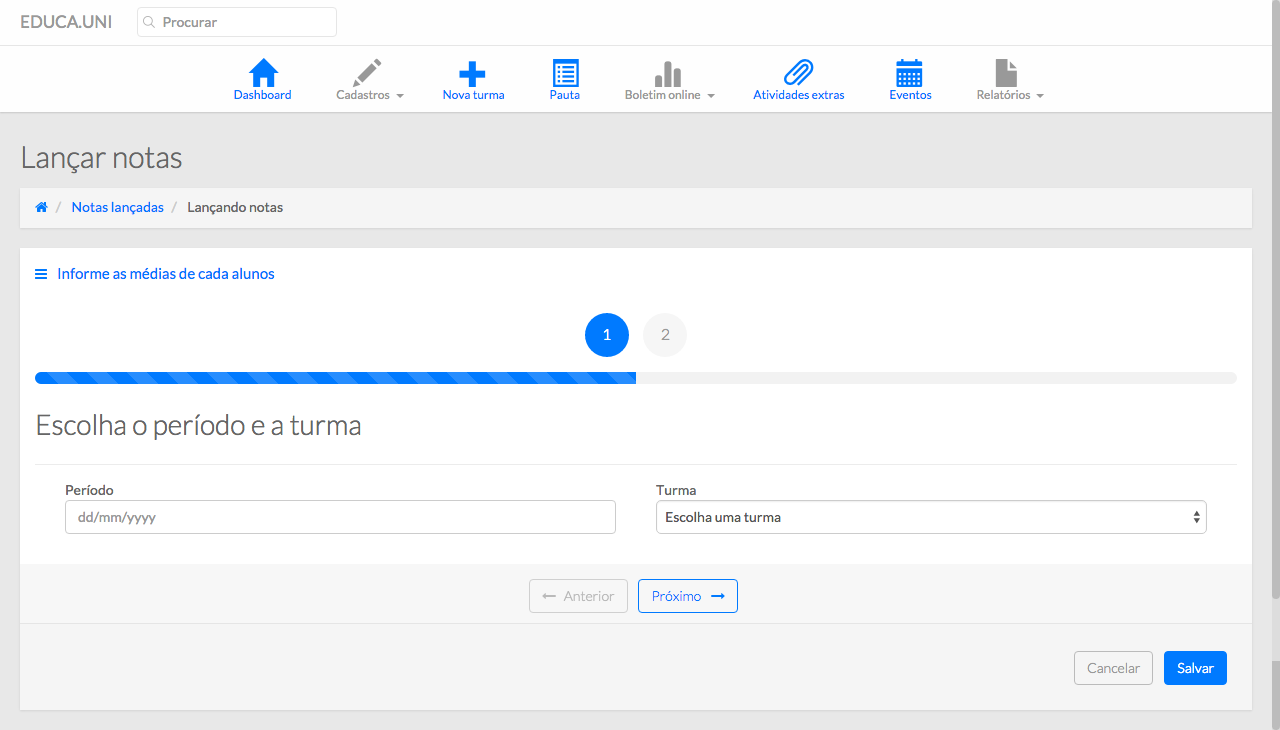 EDUCA.UNI Procurar
Dashboard Cadastros Nova turma Pauta Boletim online Atividades extras Eventos Relatórios
Lançar notas
/ Notas lançadas / Lançando notas
Informe as médias de cada alunos
1 2
Escolha o período e a turma
Período Turma
dd/mm/yyyy Escolha uma turma
Anterior Próximo
Cancelar Salvar